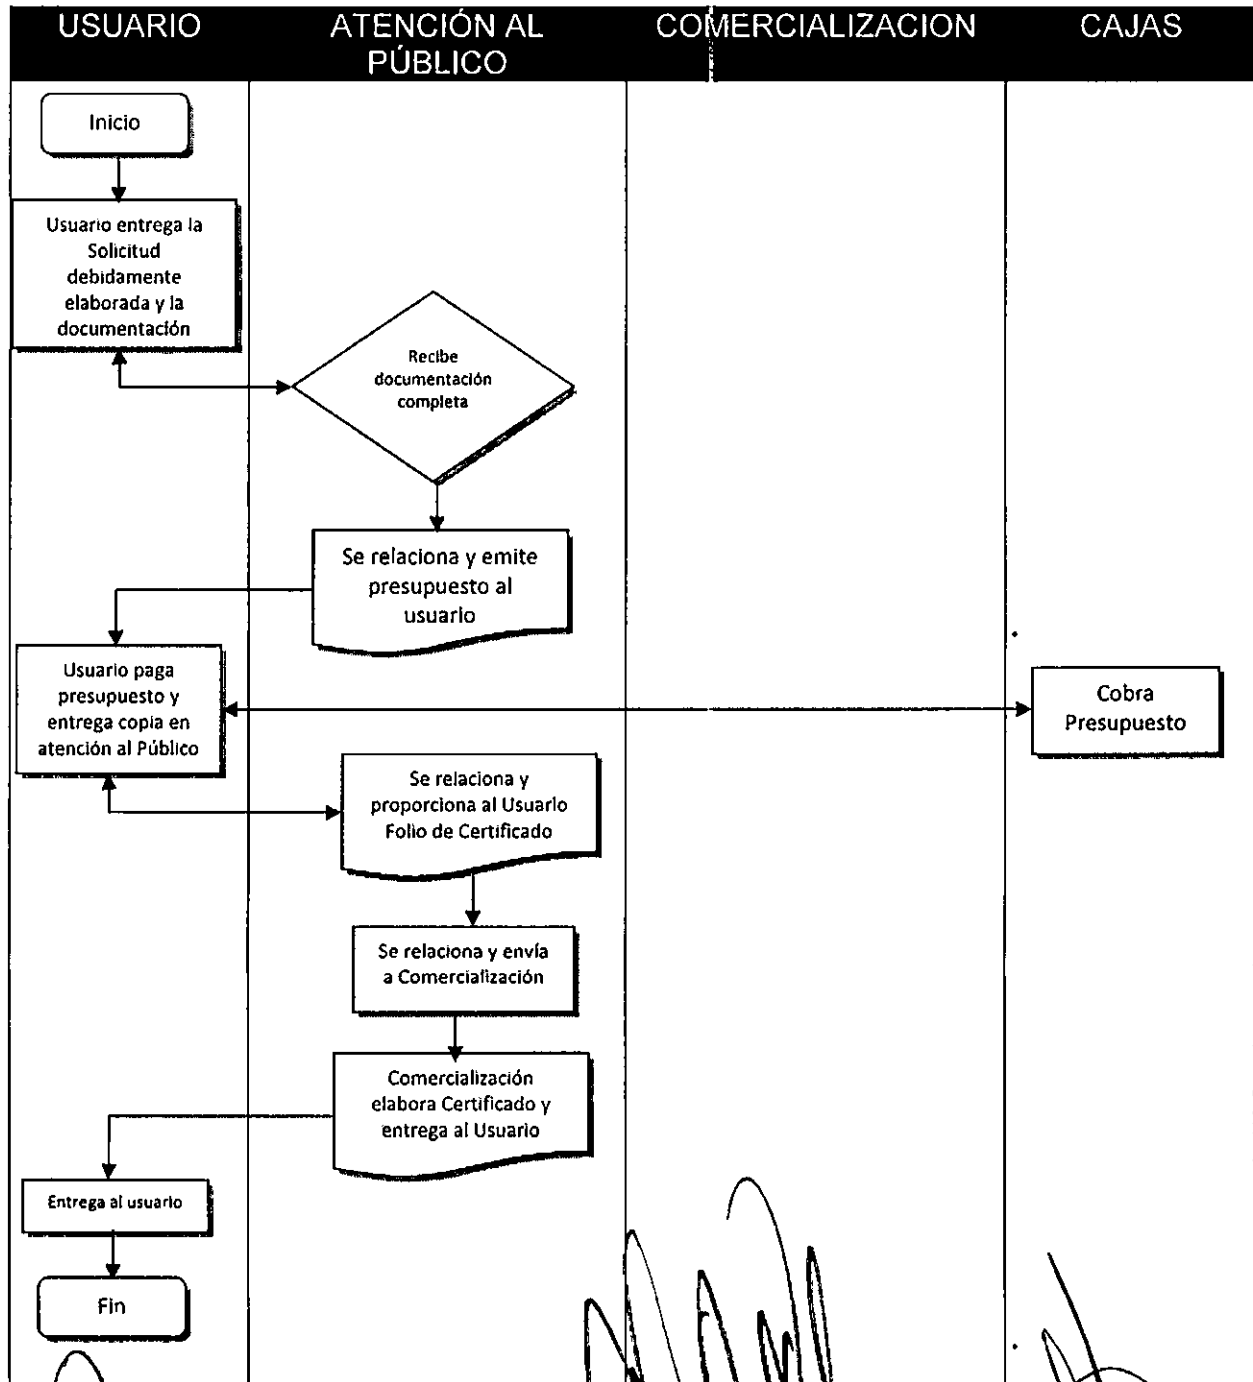 USUARIO
ATENCIÓN AL
PÚBLICO
COMERCIALIZACION
CAJAS
Inicio
Usuario entrega la
Solicitud
debidamente
elaborada y la
documentación
Recibe
documentación
completa
Se relaciona y emite
presupuesto al
usuario
Usuario paga
presupuesto y
entrega copia en
atención al Público
Cobra
Presupuesto
Se relaciona y
proporciona al Usuario
Folio de Certificado
Se relaciona y envía
a Comercialización
Comercialización
elabora Certificado y
entrega al Usuario
Entrega al usuario
Fin